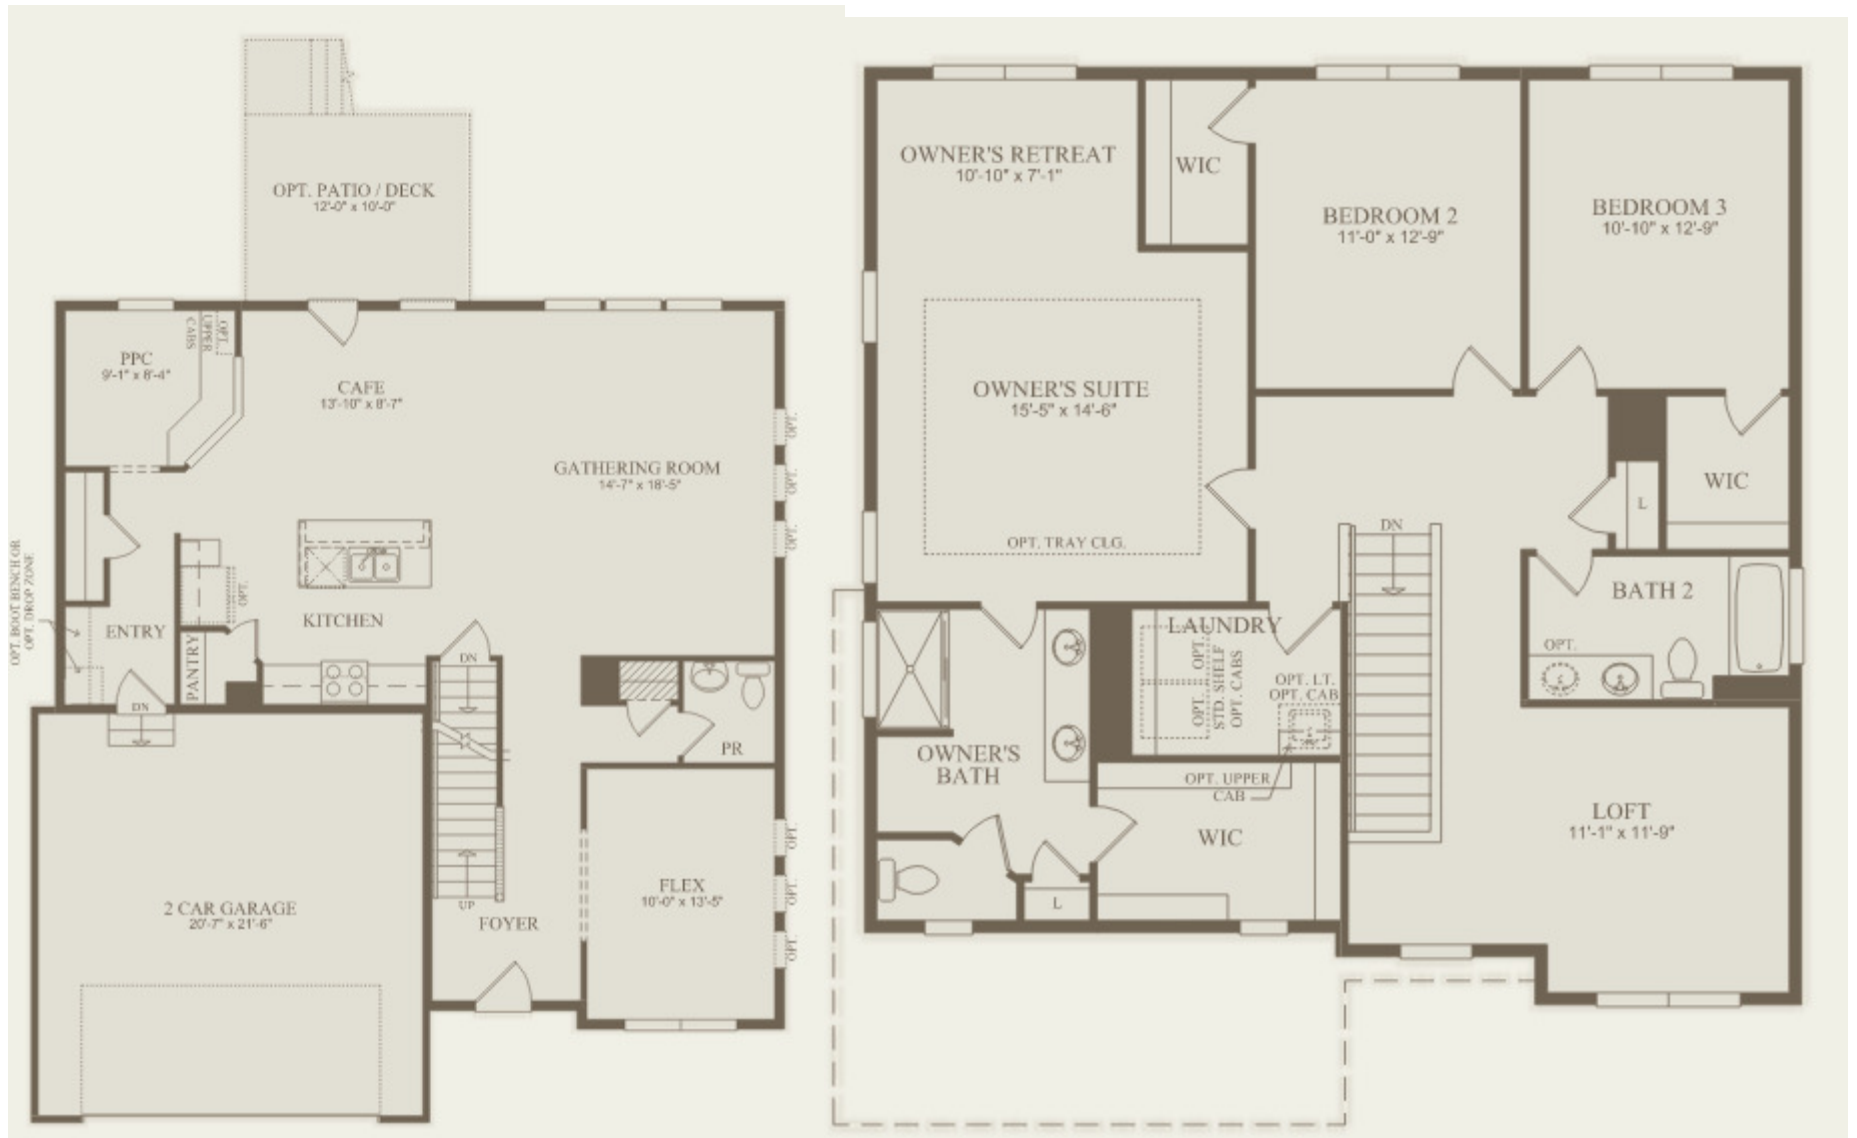 OPT. PATIO / DECK
12'-0" x 10'-0"
PPC
9'-1" x 8'-4"
CABS
UPPER
OPT.
CAFE
13'-10" x 8'-7"
GATHERING ROOM
14'-7" x 18'-5"
OPT.
OPT.
OPT.
OPT. BOOT BENCH OR
OPT. DROP ZONE
ENTRY
OPT.
KITCHEN
PANTRY
DN
DN
PR
2 CAR GARAGE
20'-7" x 21'-6"
UP
FOYER
FLEX
10'-0" x 13'-5"
OPT.
OPT.
OPT.
OWNER'S RETREAT
10'-10" x 7'-1"
WIC
BEDROOM 2
11'-0" x 12'-9"
BEDROOM 3
10'-10" x 12'-9"
OWNER'S SUITE
15'-5" x 14'-6"
OPT. TRAY CLG.
DN
WIC
L
BATH 2
OPT.
LAUNDRY
OPT.
OPT.
STD. SHELF
OPT. CABS
OPT. LT.
OPT. CAB
OWNER'S
BATH
OPT. UPPER
CAB
WIC
L
LOFT
11'-1" x 11'-9"